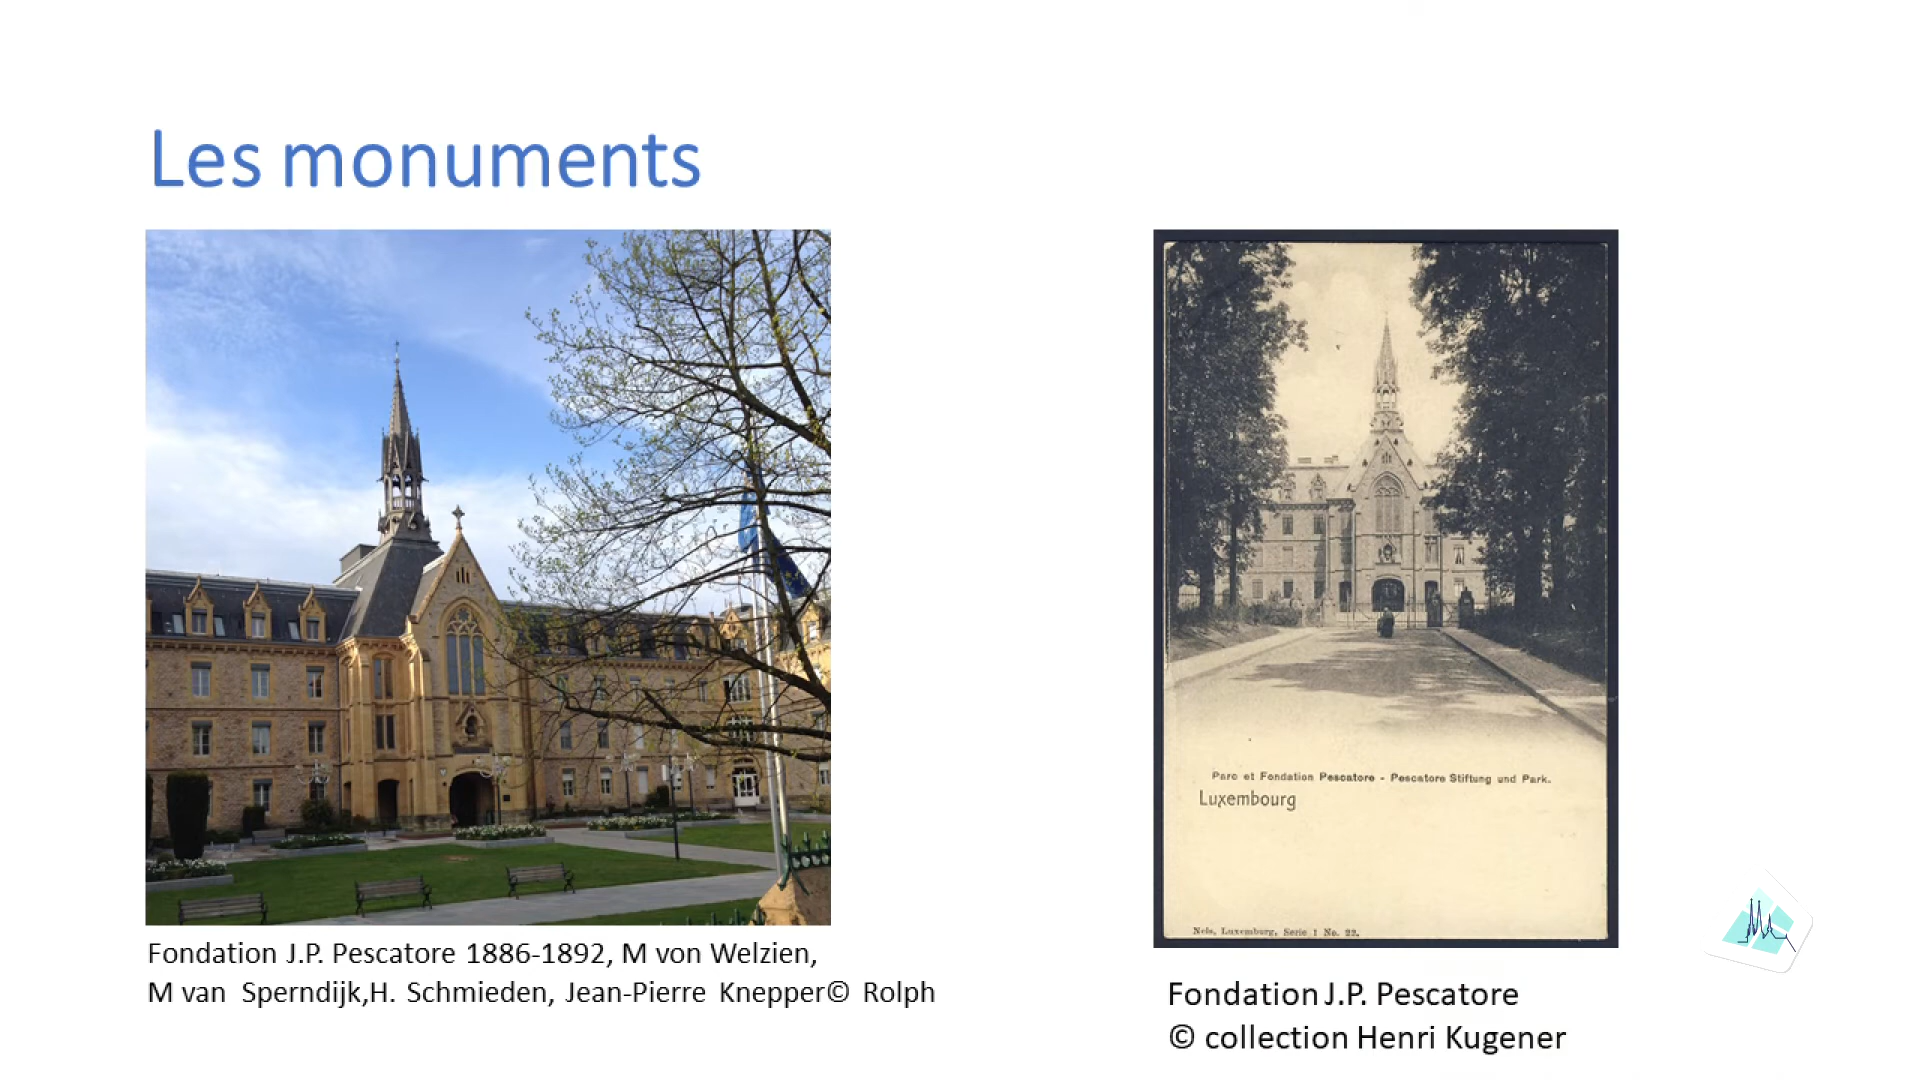 Les monuments
Fondation J.P. Pescatore 1886-1892, M von Welzien,
M van Sperndijk,H. Schmieden, Jean-Pierre Knepper© Rolph
Parc et Fondation Pescatore - Pescatore Stiftung und Park.
Luxembourg
Nels, Luxemburg, Serie 1 No. 22.
Fondation J.P. Pescatore
© collection Henri Kugener